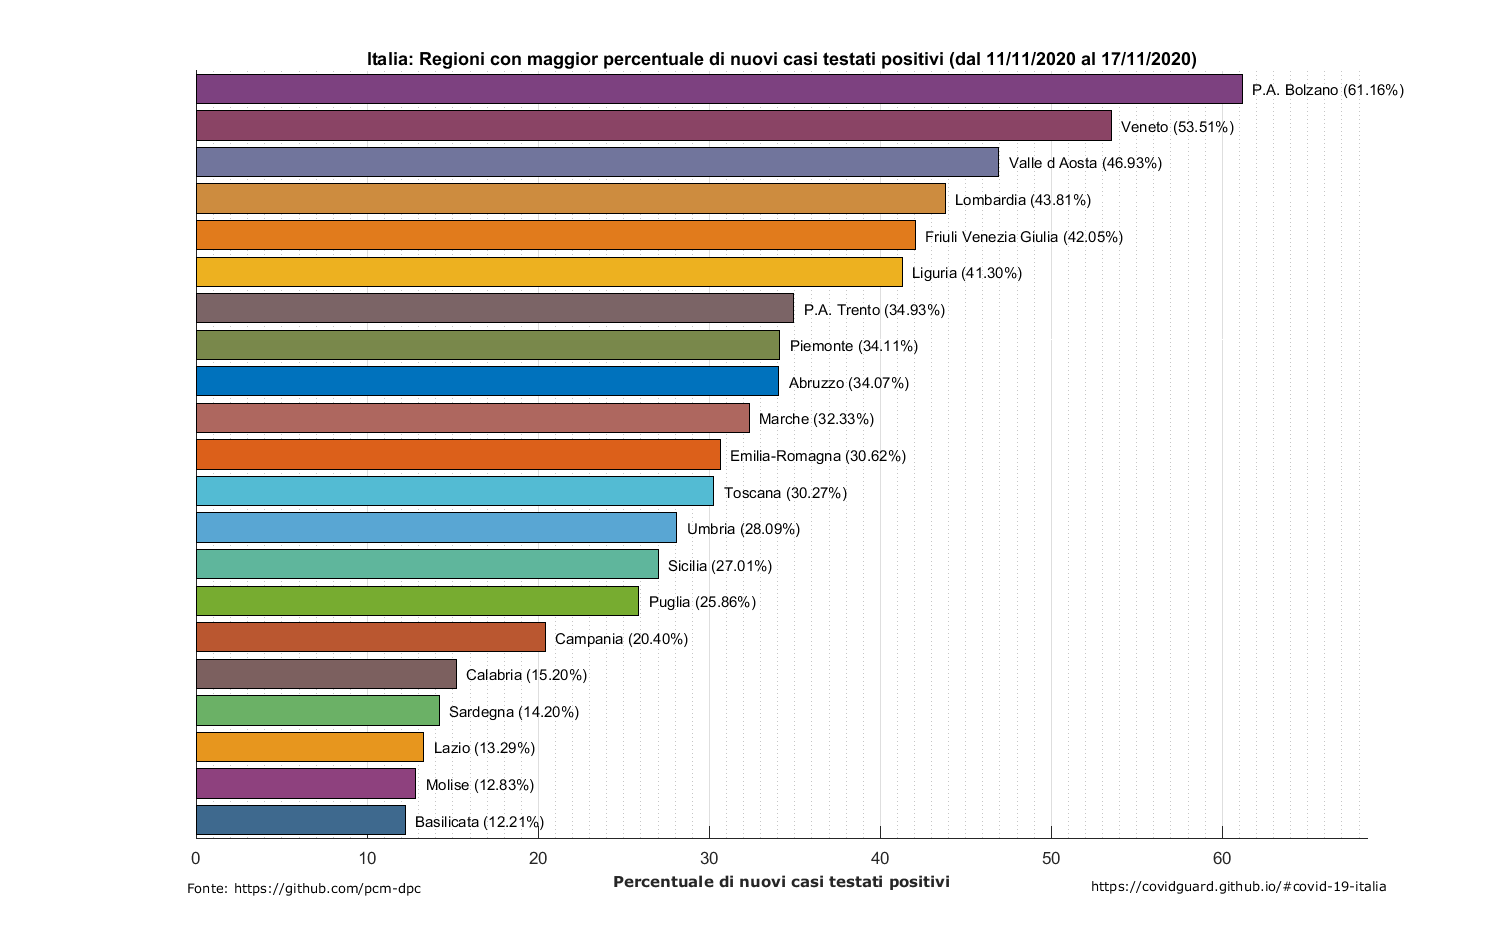 Italia: Regioni con maggior percentuale di nuovi casi testati positivi (dal 11/11/2020 al 17/11/2020)
P.A. Bolzano (61.16%)
Veneto (53.51%)
Valle d Aosta (46.93%)
Lombardia (43.81%)
Friuli Venezia Giulia (42.05%)
Liguria (41.30%)
P.A. Trento (34.93%)
Piemonte (34.11%)
Abruzzo (34.07%)
Marche (32.33%)
Emilia-Romagna (30.62%)
Toscana (30.27%)
Umbria (28.09%)
Sicilia (27.01%)
Puglia (25.86%)
Campania (20.40%)
Calabria (15.20%)
Sardegna (14.20%)
Lazio (13.29%)
Molise (12.83%)
Basilicata (12.21%)
0 10 20 30 40 50 60
Percentuale di nuovi casi testati positivi
Fonte: https://github.com/pcm-dpc
https://covidguard.github.io/#covid-19-italia